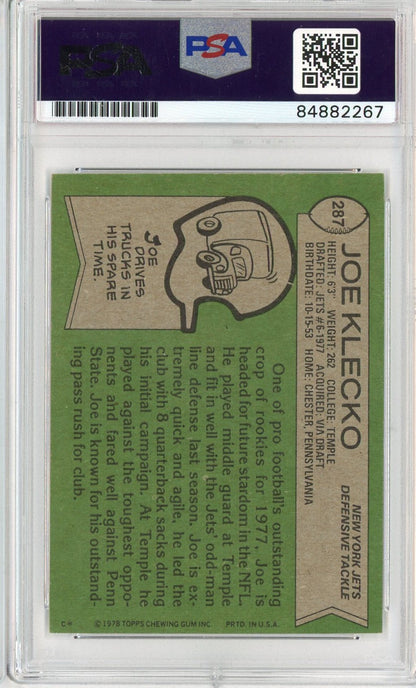 PSA
PSA
84882267
287
JOE KLECKO
NEW YORK JETS
DEFENSIVE TACKLE
HEIGHT: 6'3" WEIGHT: 262 COLLEGE: TEMPLE
DRAFTED: JETS #6-1977 ACQUIRED: VIA DRAFT
BIRTHDATE: 10-15-53 HOME: CHESTER, PENNSYLVANIA
JOE
DRIVES
TRUCKS IN
HIS SPARE
TIME.
One of pro football's outstanding
crop of rookies for 1977, Joe is
headed for future stardom in the NFL.
He played middle guard at Temple
and fit in well with the Jets' odd-man
line defense last season. Joe is ex-
tremely quick and agile, he led the
club with 8 quarterback sacks during
his initial campaign. At Temple he
played against the toughest oppo-
nents and fared well against Penn
State. Joe is known for his outstand-
ing pass rush for club.
C* ©1978 TOPPS CHEWING GUM INC. PRTD. IN U.S.A.